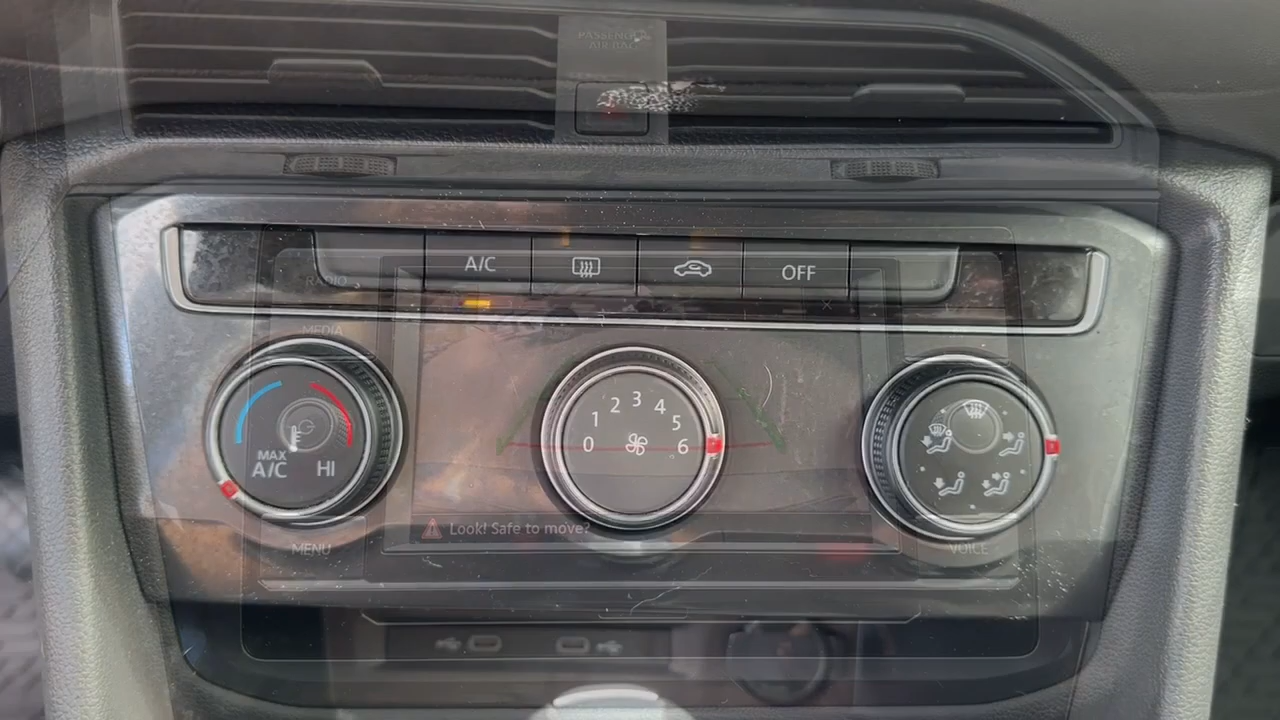 PASSENGER
AIR BAG
A/C
OFF
RADIO
MEDIA
0 1 2 3 4 5 6
MAX
A/C HI
Look! Safe to move?
MENU
VOICE